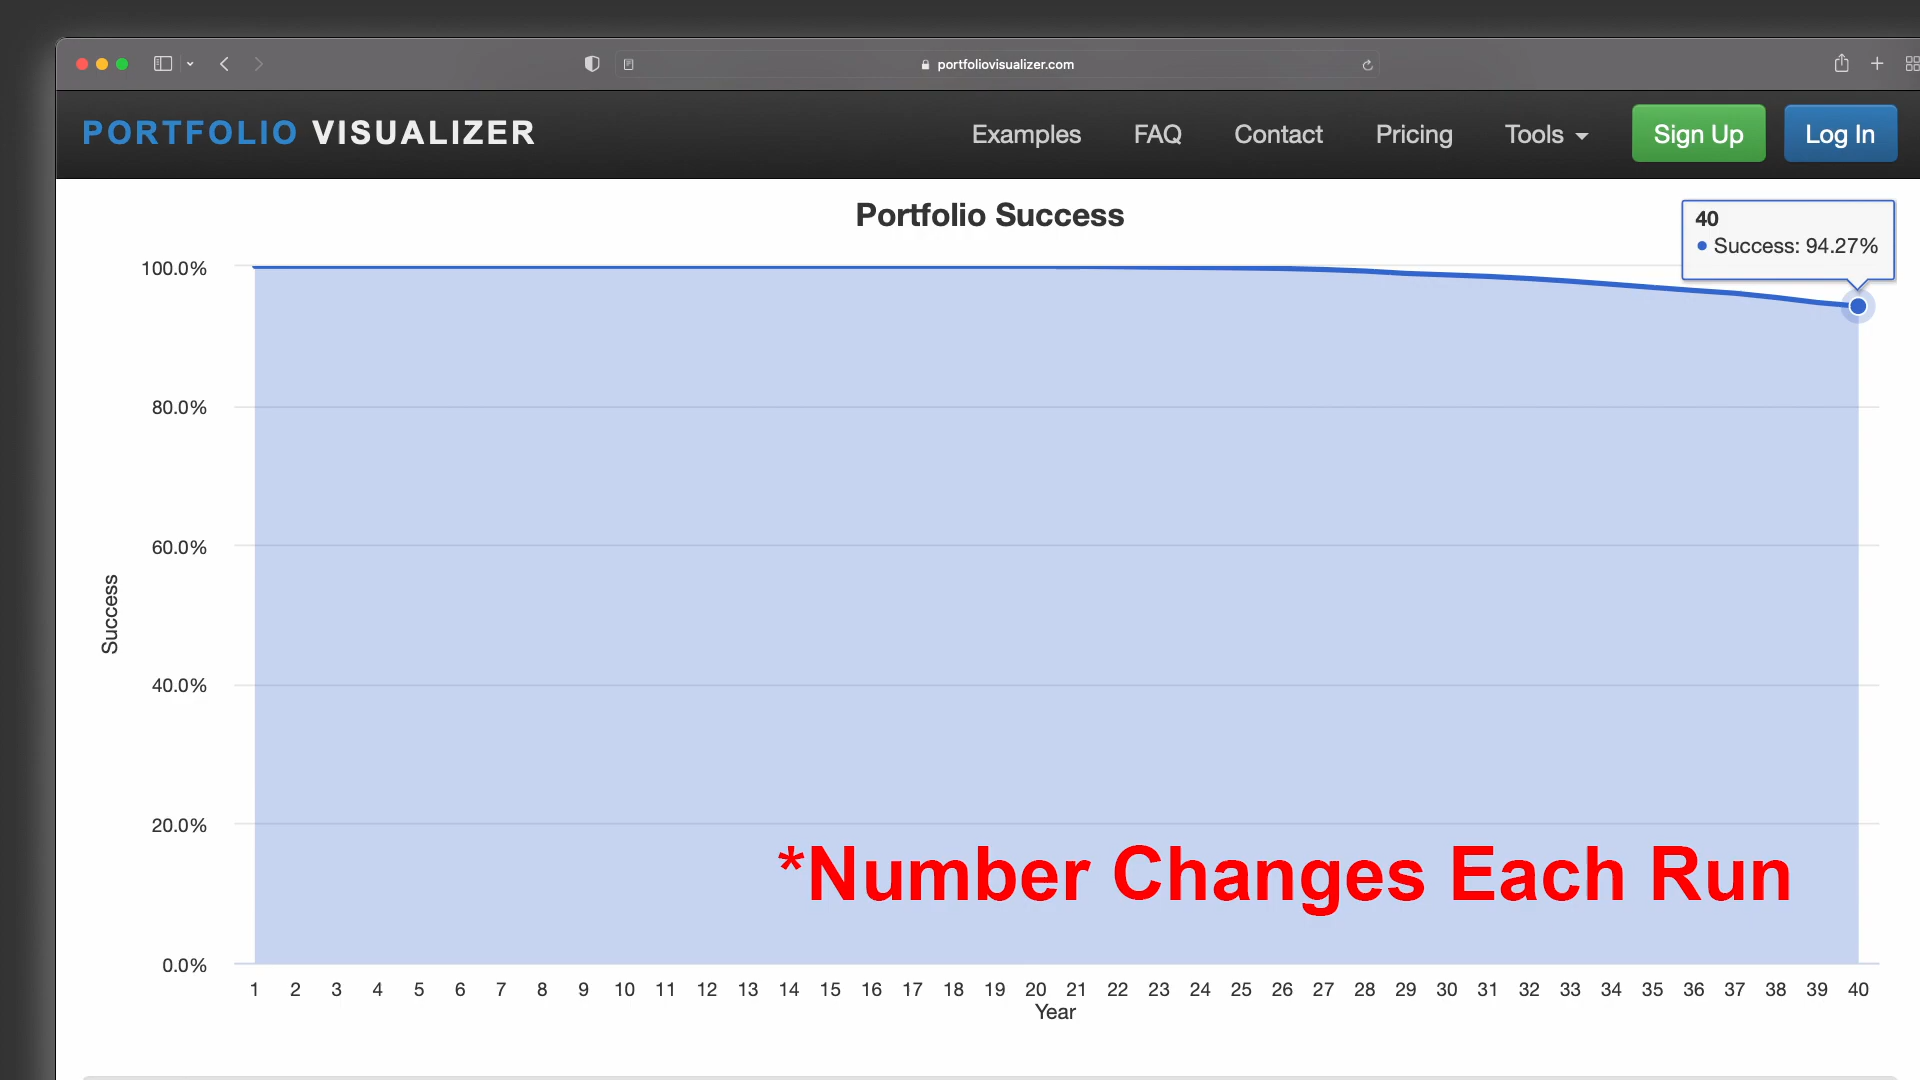 portfoliovisualizer.com
PORTFOLIO VISUALIZER
Examples FAQ Contact Pricing Tools Sign Up Log In
Portfolio Success
40
Success: 94.27%
100.0%
80.0%
60.0%
40.0%
20.0%
0.0%
Success
*Number Changes Each Run
1 2 3 4 5 6 7 8 9 10 11 12 13 14 15 16 17 18 19 20 21 22 23 24 25 26 27 28 29 30 31 32 33 34 35 36 37 38 39 40
Year